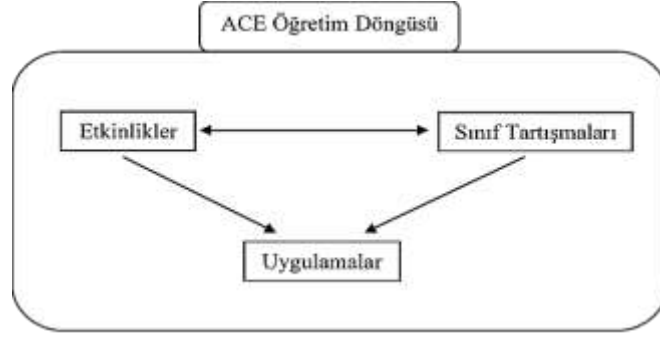 ACE Öğretim Döngüsü
Etkinlikler
Sınıf Tartışmaları
Uygulamalar